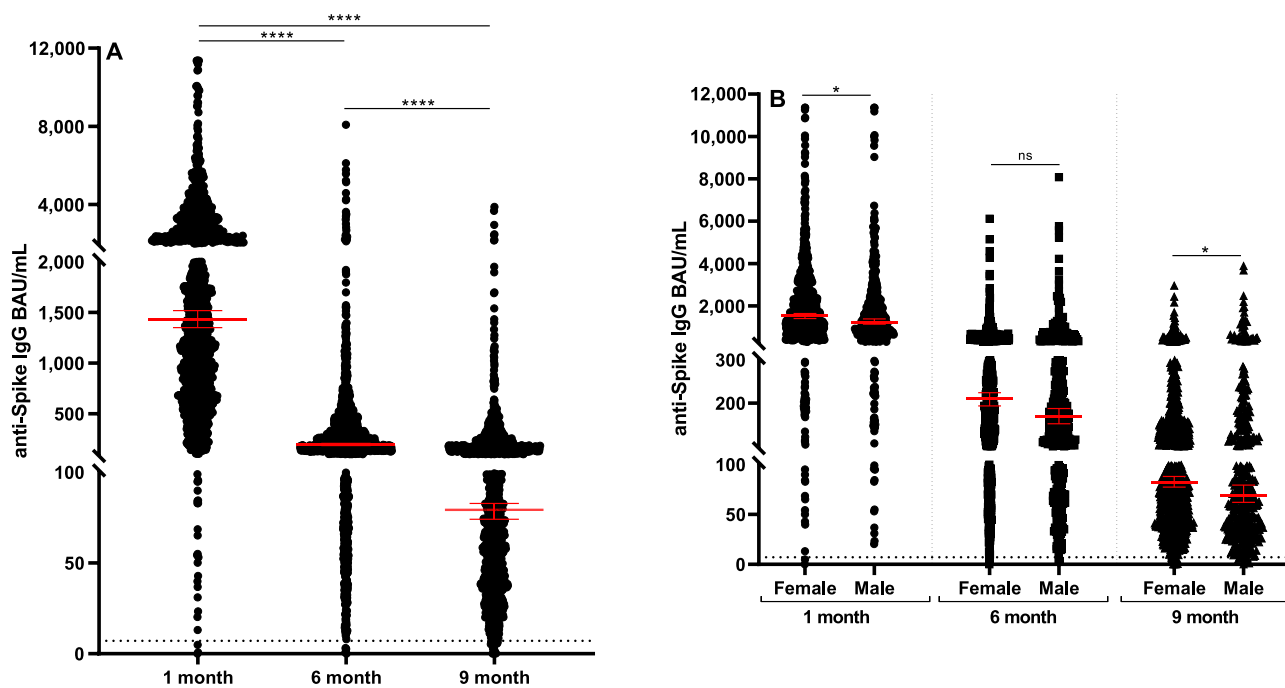 ****
****
****
A
12,000
8,000
4,000
2,000
1,500
1,000
500
100
50
0
anti-Spike IgG BAU/mL
1 month
6 month
9 month
B
*
ns
*
12,000
10,000
8,000
6,000
4,000
2,000
300
200
100
50
0
anti-Spike IgG BAU/mL
Female Male Female Male Female Male
1 month 6 month 9 month